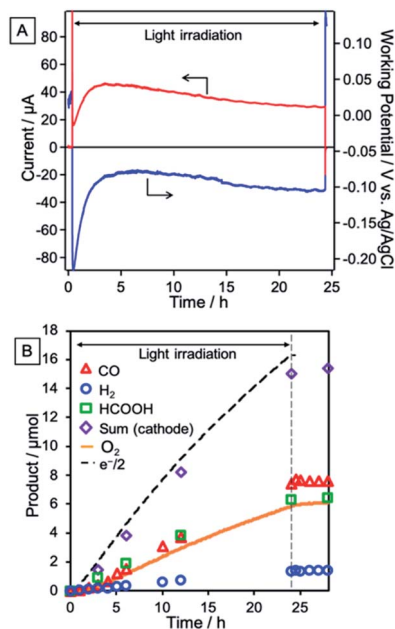 A
Light irradiation
80
60
40
20
0
-20
-40
-60
-80
Current / µA
0.10
0.05
0.00
-0.05
-0.10
-0.15
-0.20
Working Potential / V vs. Ag/AgCl
0 5 10 15 20 25
Time / h
B
Light irradiation
18
16
14
12
10
8
6
4
2
0
Product / µmol
CO
H₂
HCOOH
Sum (cathode)
O₂
e⁻/2
0 5 10 15 20 25
Time / h